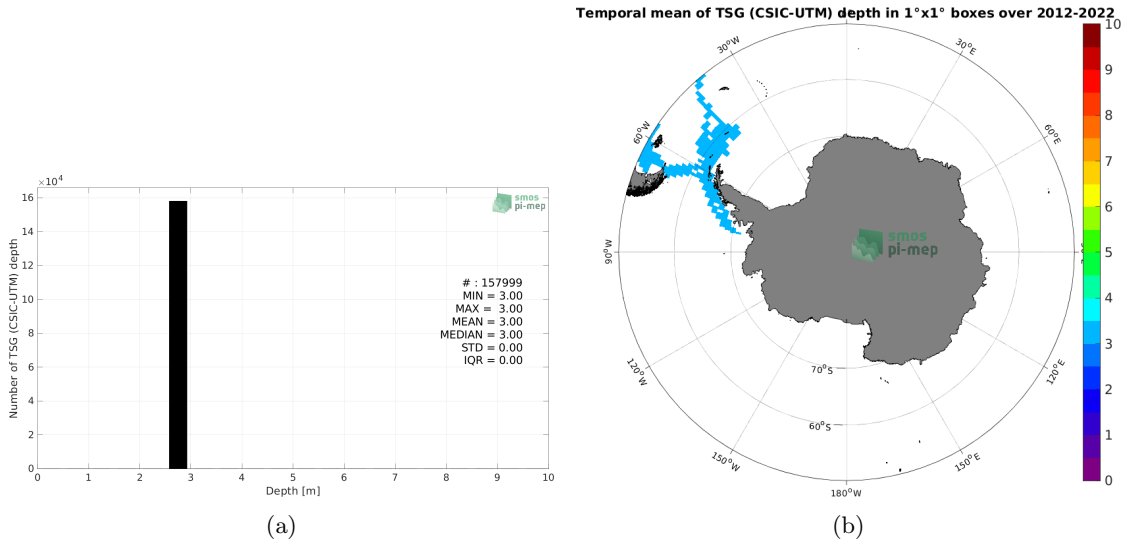 Temporal mean of TSG (CSIC-UTM) depth in 1°x1° boxes over 2012-2022
×10⁴
16
14
12
10
8
6
4
2
0
Number of TSG (CSIC-UTM) depth
0 1 2 3 4 5 6 7 8 9 10
Depth [m]
smos
pi-mep
# : 157999
MIN = 3.00
MAX = 3.00
MEAN = 3.00
MEDIAN = 3.00
STD = 0.00
IQR = 0.00
(a)
30°W
30°E
60°W
60°E
90°W
smos
pi-mep
120°W
120°E
70°S
60°S
150°W
150°E
180°W
10
9
8
7
6
5
4
3
2
1
0
(b)